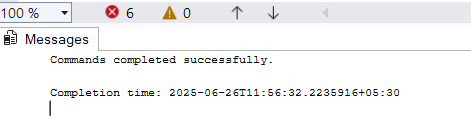 100 %
6
0
Messages
Commands completed successfully.
Completion time: 2025-06-26T11:56:32.2235916+05:30